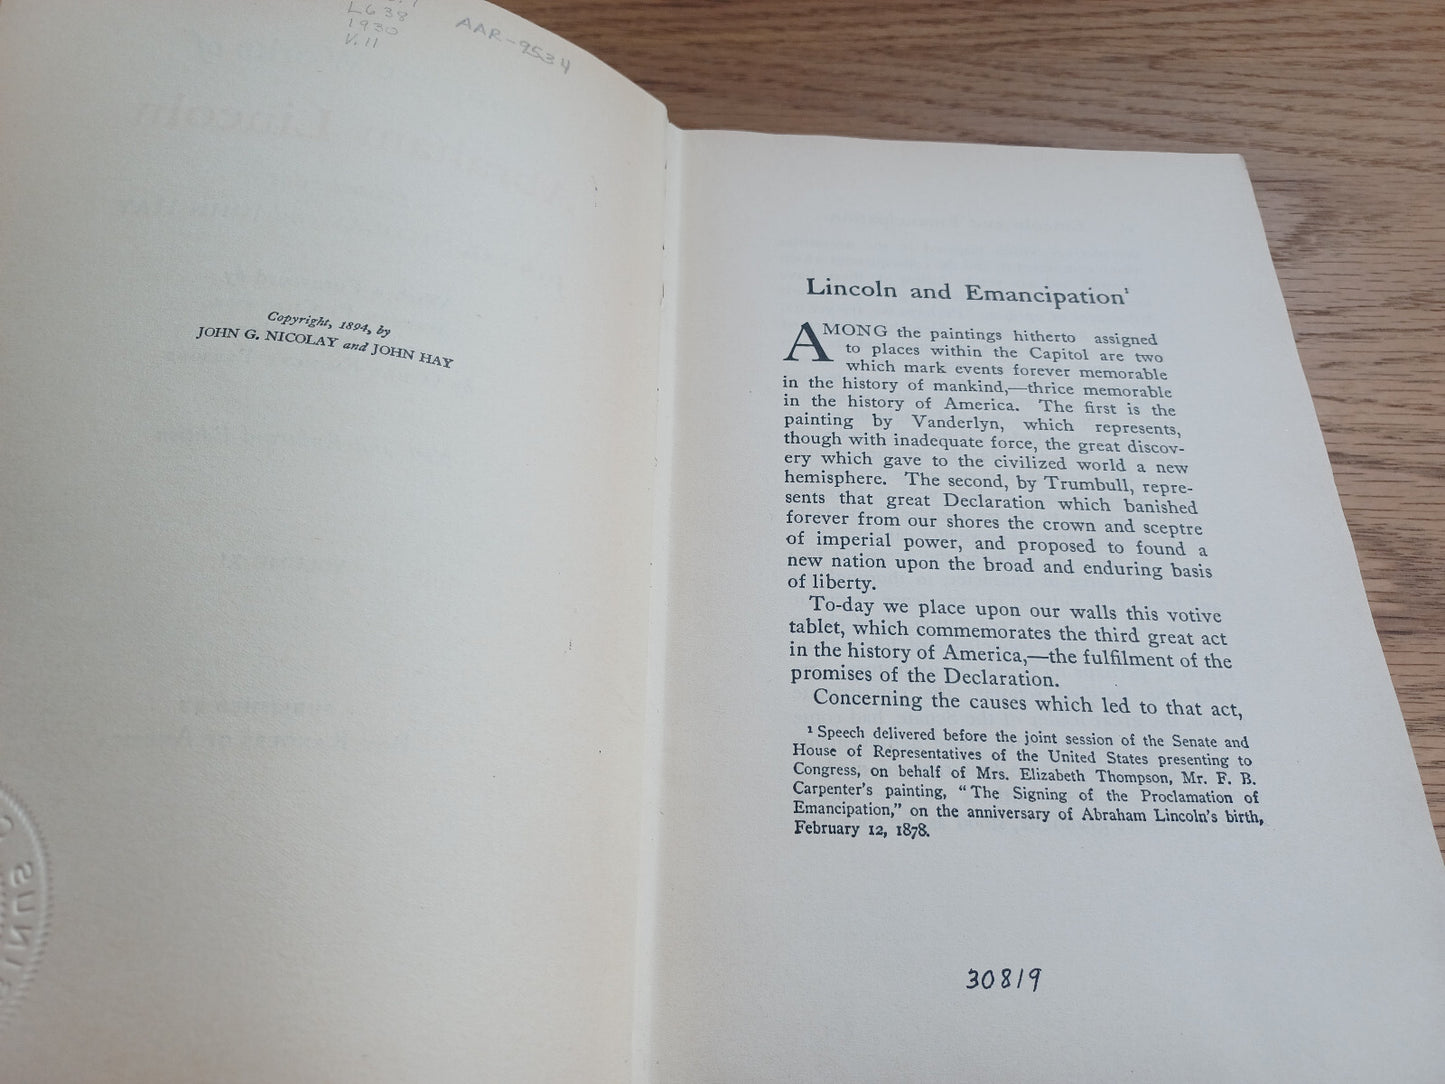 L638
1930
V.11
AAR-9534
Copyright, 1894, by
JOHN G. NICOLAY and JOHN HAY
Lincoln and Emancipation¹
AMONG the paintings hitherto assigned
to places within the Capitol are two
which mark events forever memorable
in the history of mankind,—thrice memorable
in the history of America. The first is the
painting by Vanderlyn, which represents,
though with inadequate force, the great discov-
ery which gave to the civilized world a new
hemisphere. The second, by Trumbull, repre-
sents that great Declaration which banished
forever from our shores the crown and sceptre
of imperial power, and proposed to found a
new nation upon the broad and enduring basis
of liberty.
To-day we place upon our walls this votive
tablet, which commemorates the third great act
in the history of America,—the fulfilment of the
promises of the Declaration.
Concerning the causes which led to that act,
¹ Speech delivered before the joint session of the Senate and
House of Representatives of the United States presenting to
Congress, on behalf of Mrs. Elizabeth Thompson, Mr. F. B.
Carpenter's painting, "The Signing of the Proclamation of
Emancipation," on the anniversary of Abraham Lincoln's birth,
February 12, 1878.
30819